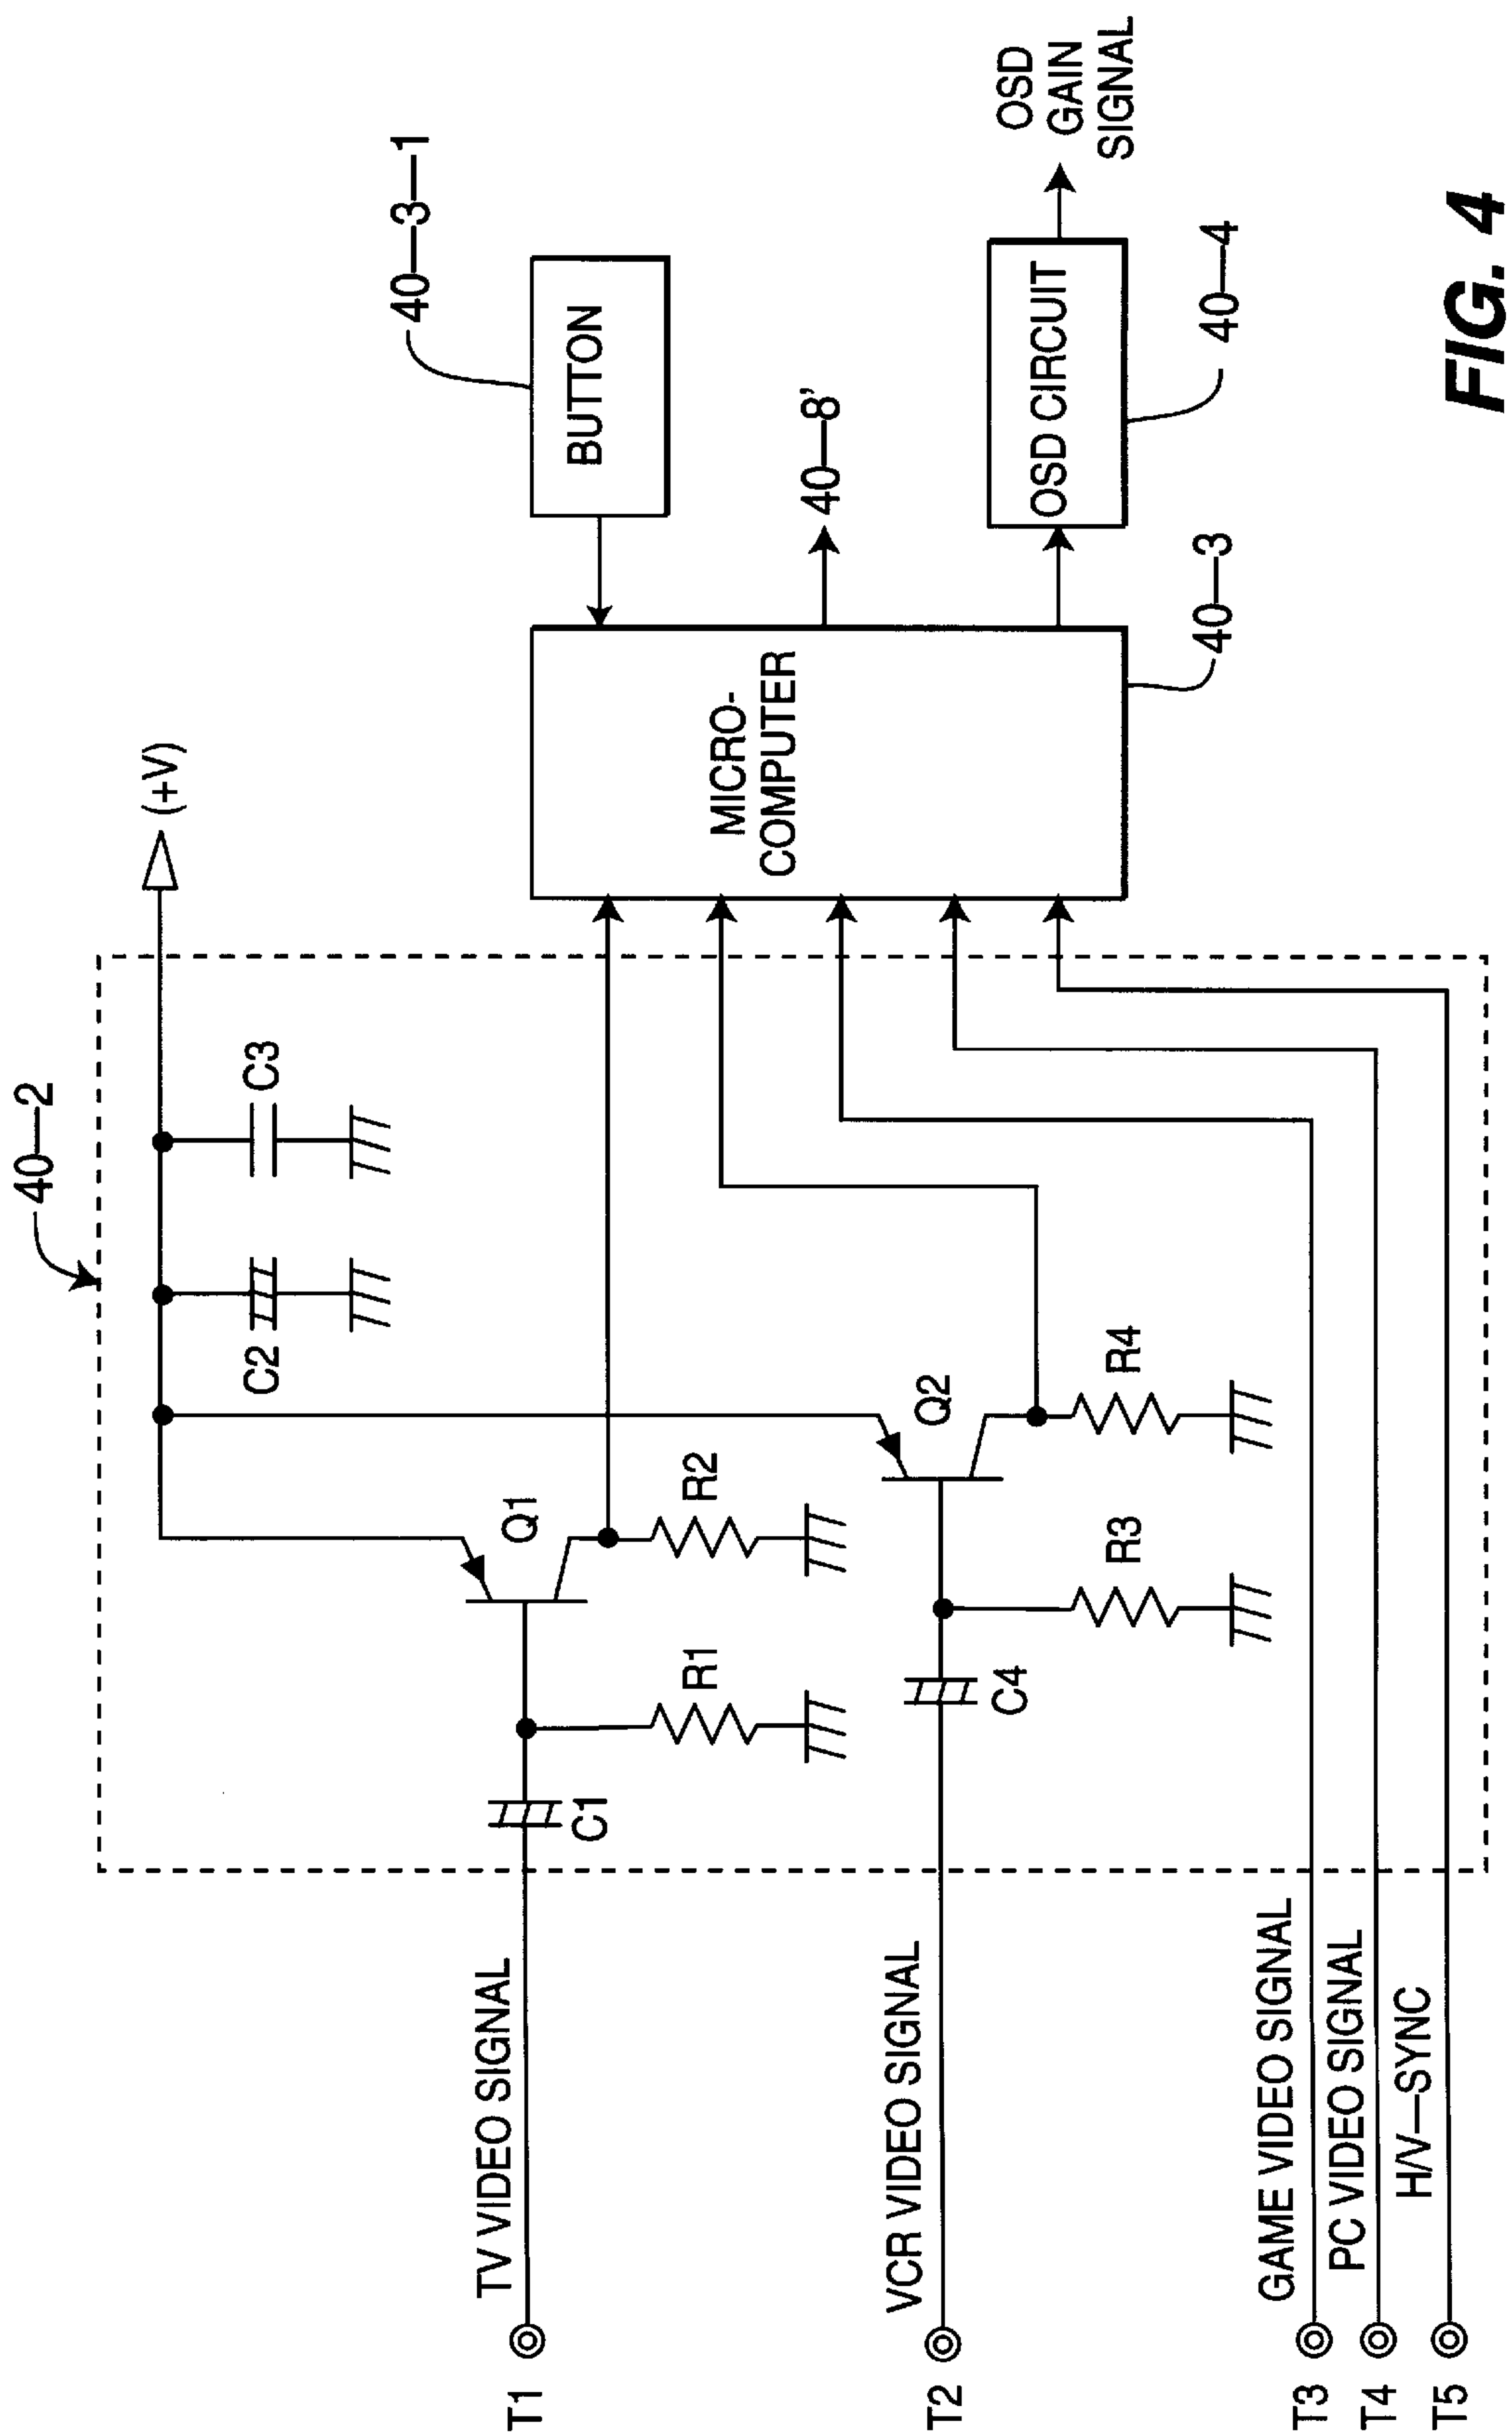 40—2
(+V)
C2
C3
Q1
R2
R1
C1
TV VIDEO SIGNAL
T1
Q2
R4
R3
C4
VCR VIDEO SIGNAL
T2
GAME VIDEO SIGNAL
T3
PC VIDEO SIGNAL
T4
H/V—SYNC
T5
MICRO-
COMPUTER
40—3
BUTTON
40—3—1
40—8'
OSD CIRCUIT
40—4
OSD
GAIN
SIGNAL
FIG. 4